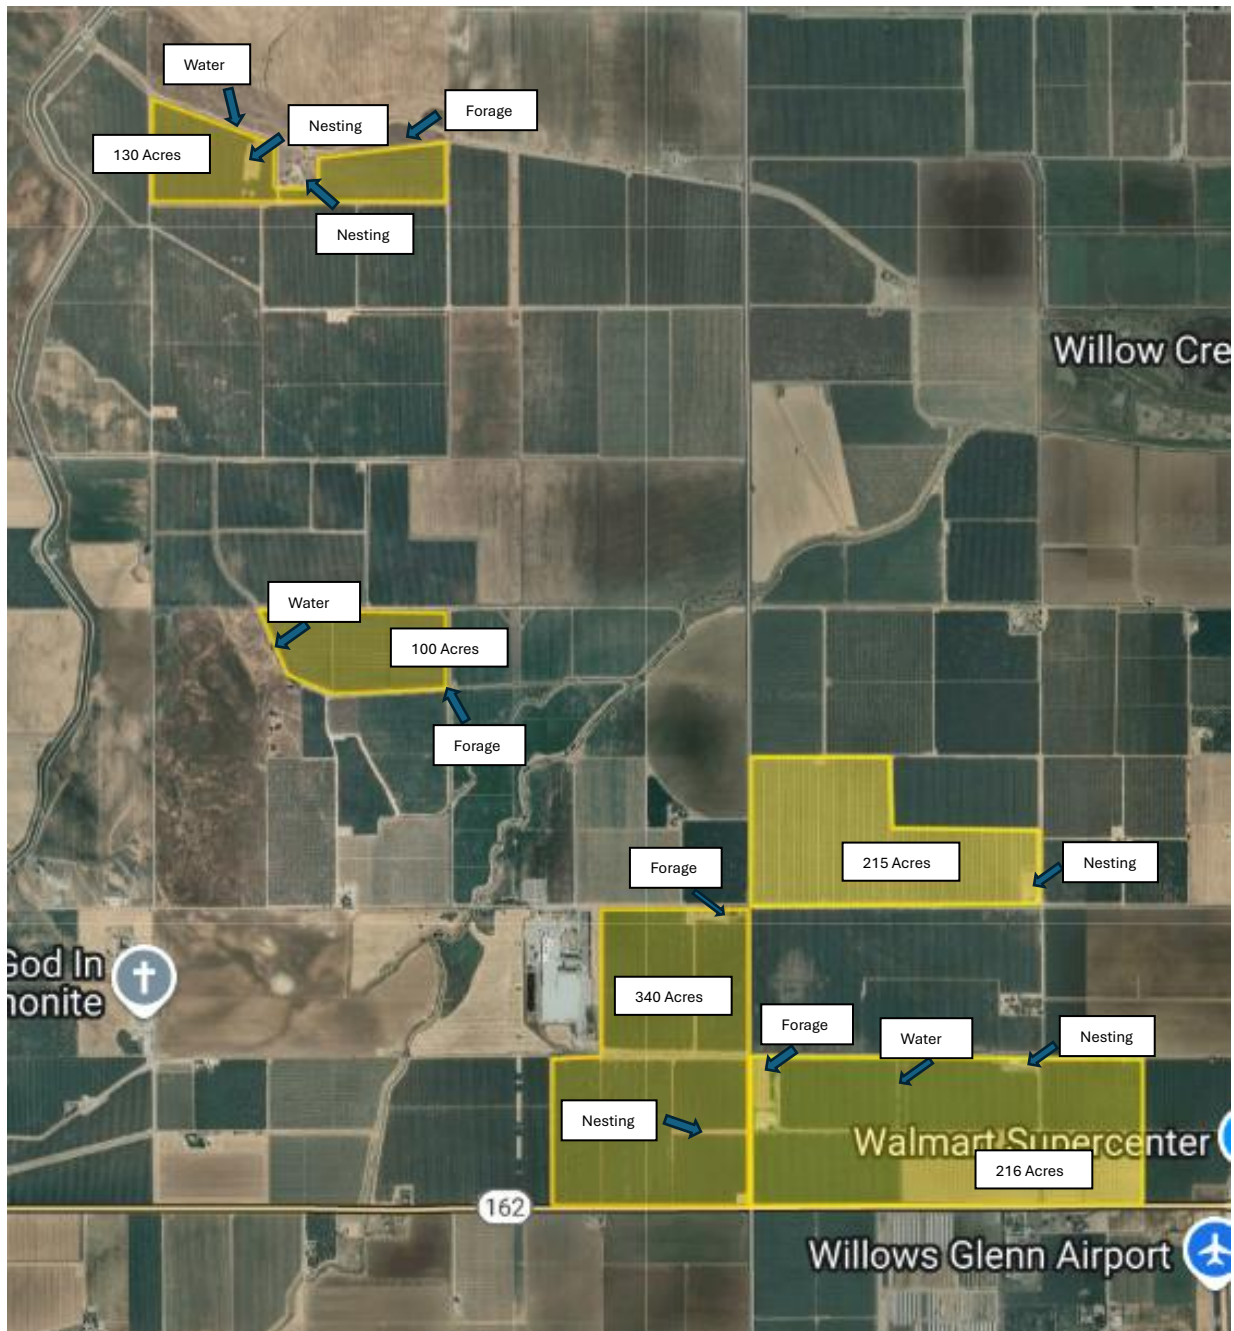 Water
Forage
Nesting
130 Acres
Nesting
Willow Cre
Water
100 Acres
Forage
215 Acres
Nesting
Forage
God In
nonite
340 Acres
Forage
Water
Nesting
Nesting
Walmart Supercenter
216 Acres
162
Willows Glenn Airport